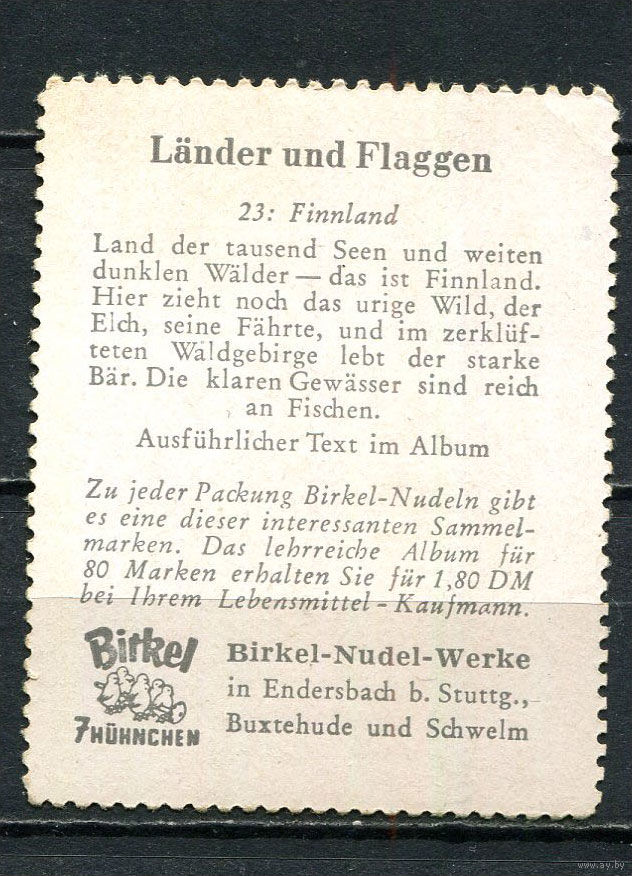 Länder und Flaggen
23: Finnland
Land der tausend Seen und weiten
dunklen Wälder — das ist Finnland.
Hier zieht noch das urige Wild, der
Elch, seine Fährte, und im zerklüf-
teten Waldgebirge lebt der starke
Bär. Die klaren Gewässer sind reich
an Fischen.
Ausführlicher Text im Album
Zu jeder Packung Birkel-Nudeln gibt
es eine dieser interessanten Sammel-
marken. Das lehrreiche Album für
80 Marken erhalten Sie für 1,80 DM
bei Ihrem Lebensmittel-Kaufmann.
Birkel
7 HÜHNCHEN
Birkel-Nudel-Werke
in Endersbach b. Stuttg.,
Buxtehude und Schwelm
www.ay.by